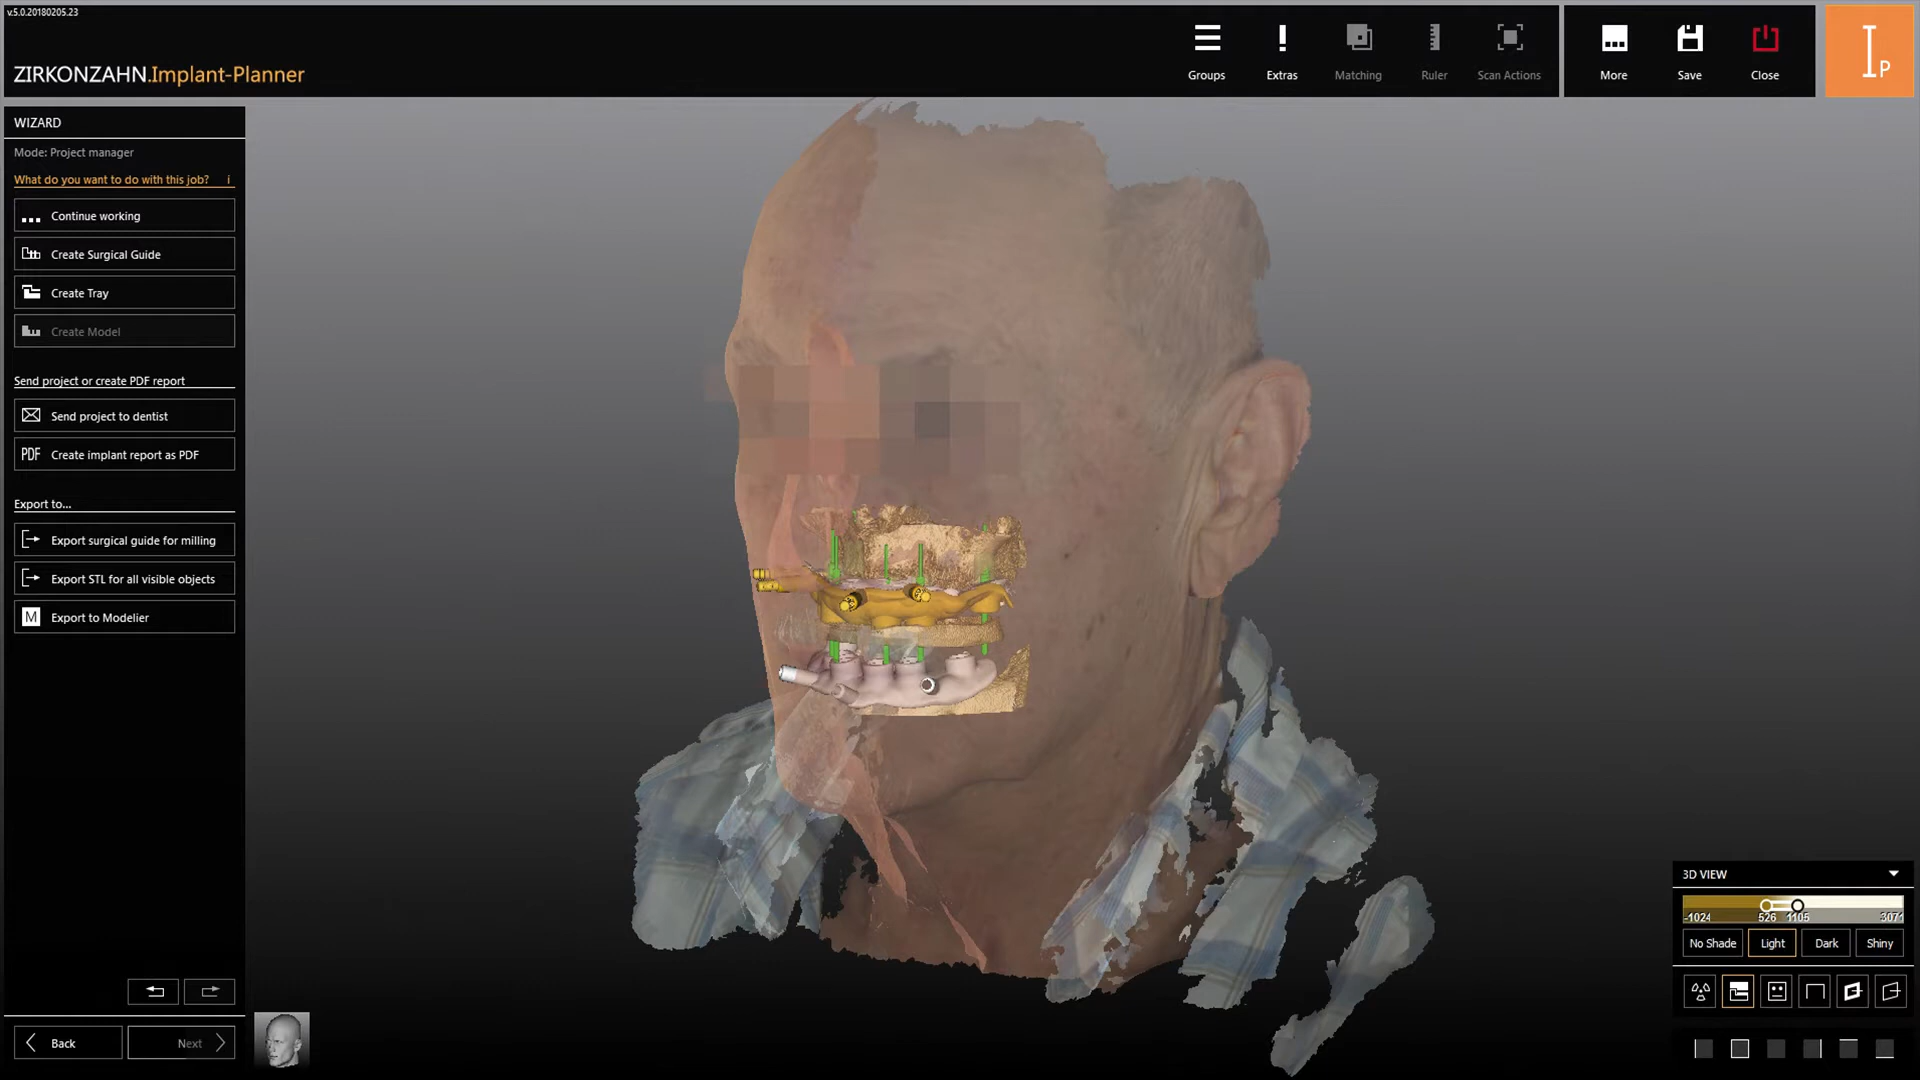 v.5.0.20180205.23
ZIRKONZAHN.Implant-Planner
Groups
Extras
Matching
Ruler
Scan Actions
More
Save
Close
P
WIZARD
Mode: Project manager
What do you want to do with this job? i
Continue working
Create Surgical Guide
Create Tray
Create Model
Send project or create PDF report
Send project to dentist
PDF Create implant report as PDF
Export to...
Export surgical guide for milling
Export STL for all visible objects
M Export to Modelier
Back
Next
3D VIEW
-1024 526 1105 3071
No Shade Light Dark Shiny